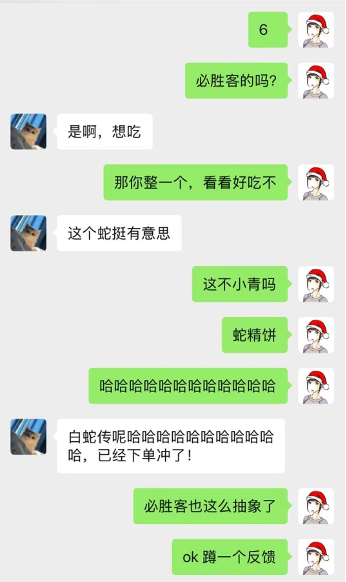 6
必胜客的吗?
是啊，想吃
那你整一个，看看好吃不
这个蛇挺有意思
这不小青吗
蛇精饼
哈哈哈哈哈哈哈哈哈哈哈哈
白蛇传呢哈哈哈哈哈哈哈哈哈哈
哈，已经下单冲了！
必胜客也这么抽象了
ok 蹲一个反馈